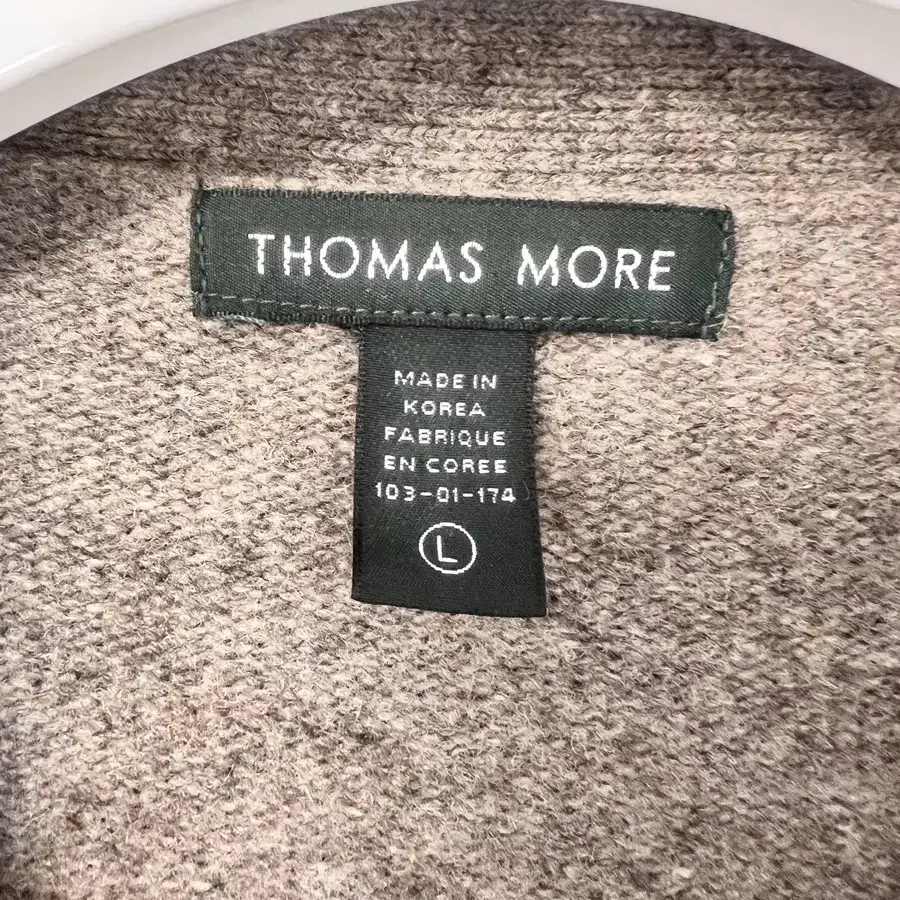 THOMAS MORE
MADE IN
KOREA
FABRIQUE
EN COREE
103-01-174
L